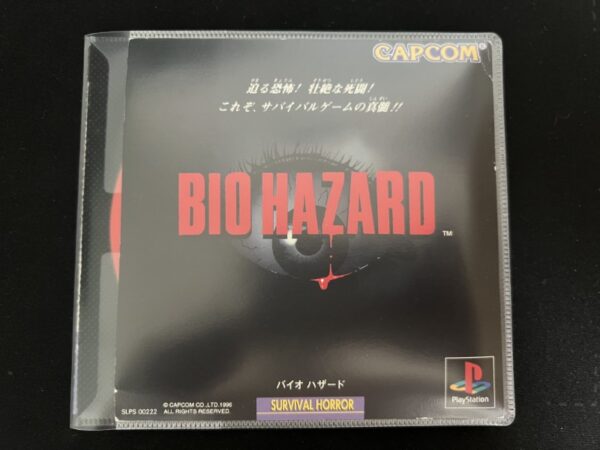 CAPCOM®
迫る恐怖! 壮絶な死闘!
これぞ、サバイバルゲームの真髄!!
BIO HAZARD™
バイオ ハザード
SURVIVAL HORROR
SLPS 00222
© CAPCOM CO.,LTD.1996
ALL RIGHTS RESERVED.
PlayStation